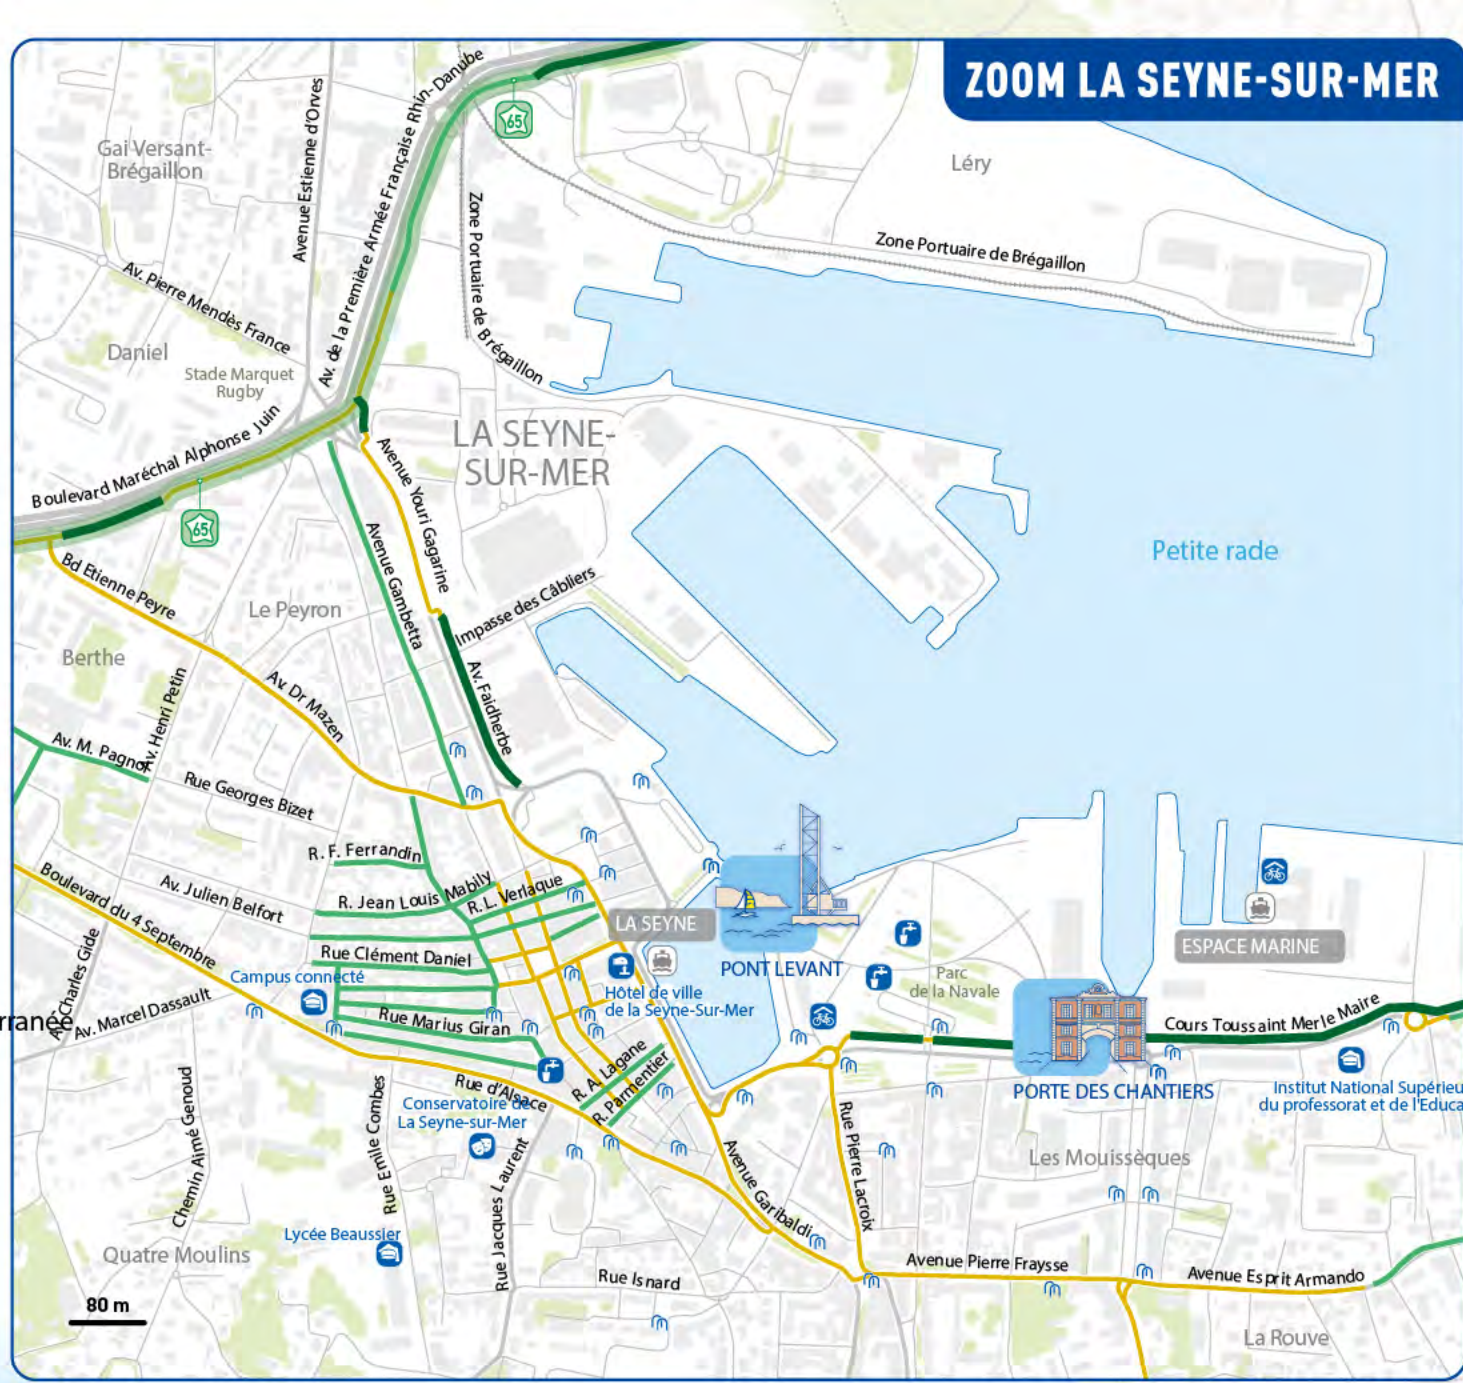 ZOOM LA SEYNE-SUR-MER
Gai Versant-
Brégaillon
Avenue Estienne d'Orves
Av. de la Première Armée Française Rhin-Danube
65
Léry
Zone Portuaire de Brégaillon
Zone Portuaire de Brégaillon
Av. Pierre Mendès France
Daniel
Stade Marquet
Rugby
Boulevard Maréchal Alphonse Juin
LA SEYNE-
SUR-MER
Avenue Youri Gagarine
65
Avenue Gambetta
Petite rade
Bd Etienne Peyre
Le Peyron
Impasse des Câbliers
Berthe
Av. Henri Petin
Av. Dr Mazen
Av. Faidherbe
Av. M. Pagnol
Rue Georges Bizet
R. F. Ferrandin
Boulevard du 4 Septembre
Av. Julien Belfort
R. Jean Louis Mabily
R. L. Verlaque
LA SEYNE
ESPACE MARINE
Rue Clément Daniel
PONT LEVANT
Campus connecté
Hôtel de ville
de la Seyne-Sur-Mer
Parc
de la Navale
Av. Charles Gide
Av. Marcel Dassault
Rue Marius Giran
Cours Toussaint Merle Maire
R. A. Lagane
R. Parmentier
Rue d'Alsace
PORTE DES CHANTIERS
Institut National Supérieu
du professorat et de l'Educa
Conservatoire de
La Seyne-sur-Mer
Chemin Aimé Genoud
Rue Emile Combes
Rue Jacques Laurent
Avenue Garibaldi
Rue Pierre Lacroix
Les Mouissèques
Quatre Moulins
Lycée Beaussier
Rue Isnard
Avenue Pierre Fraysse
Avenue Esprit Armando
80 m
La Rouve